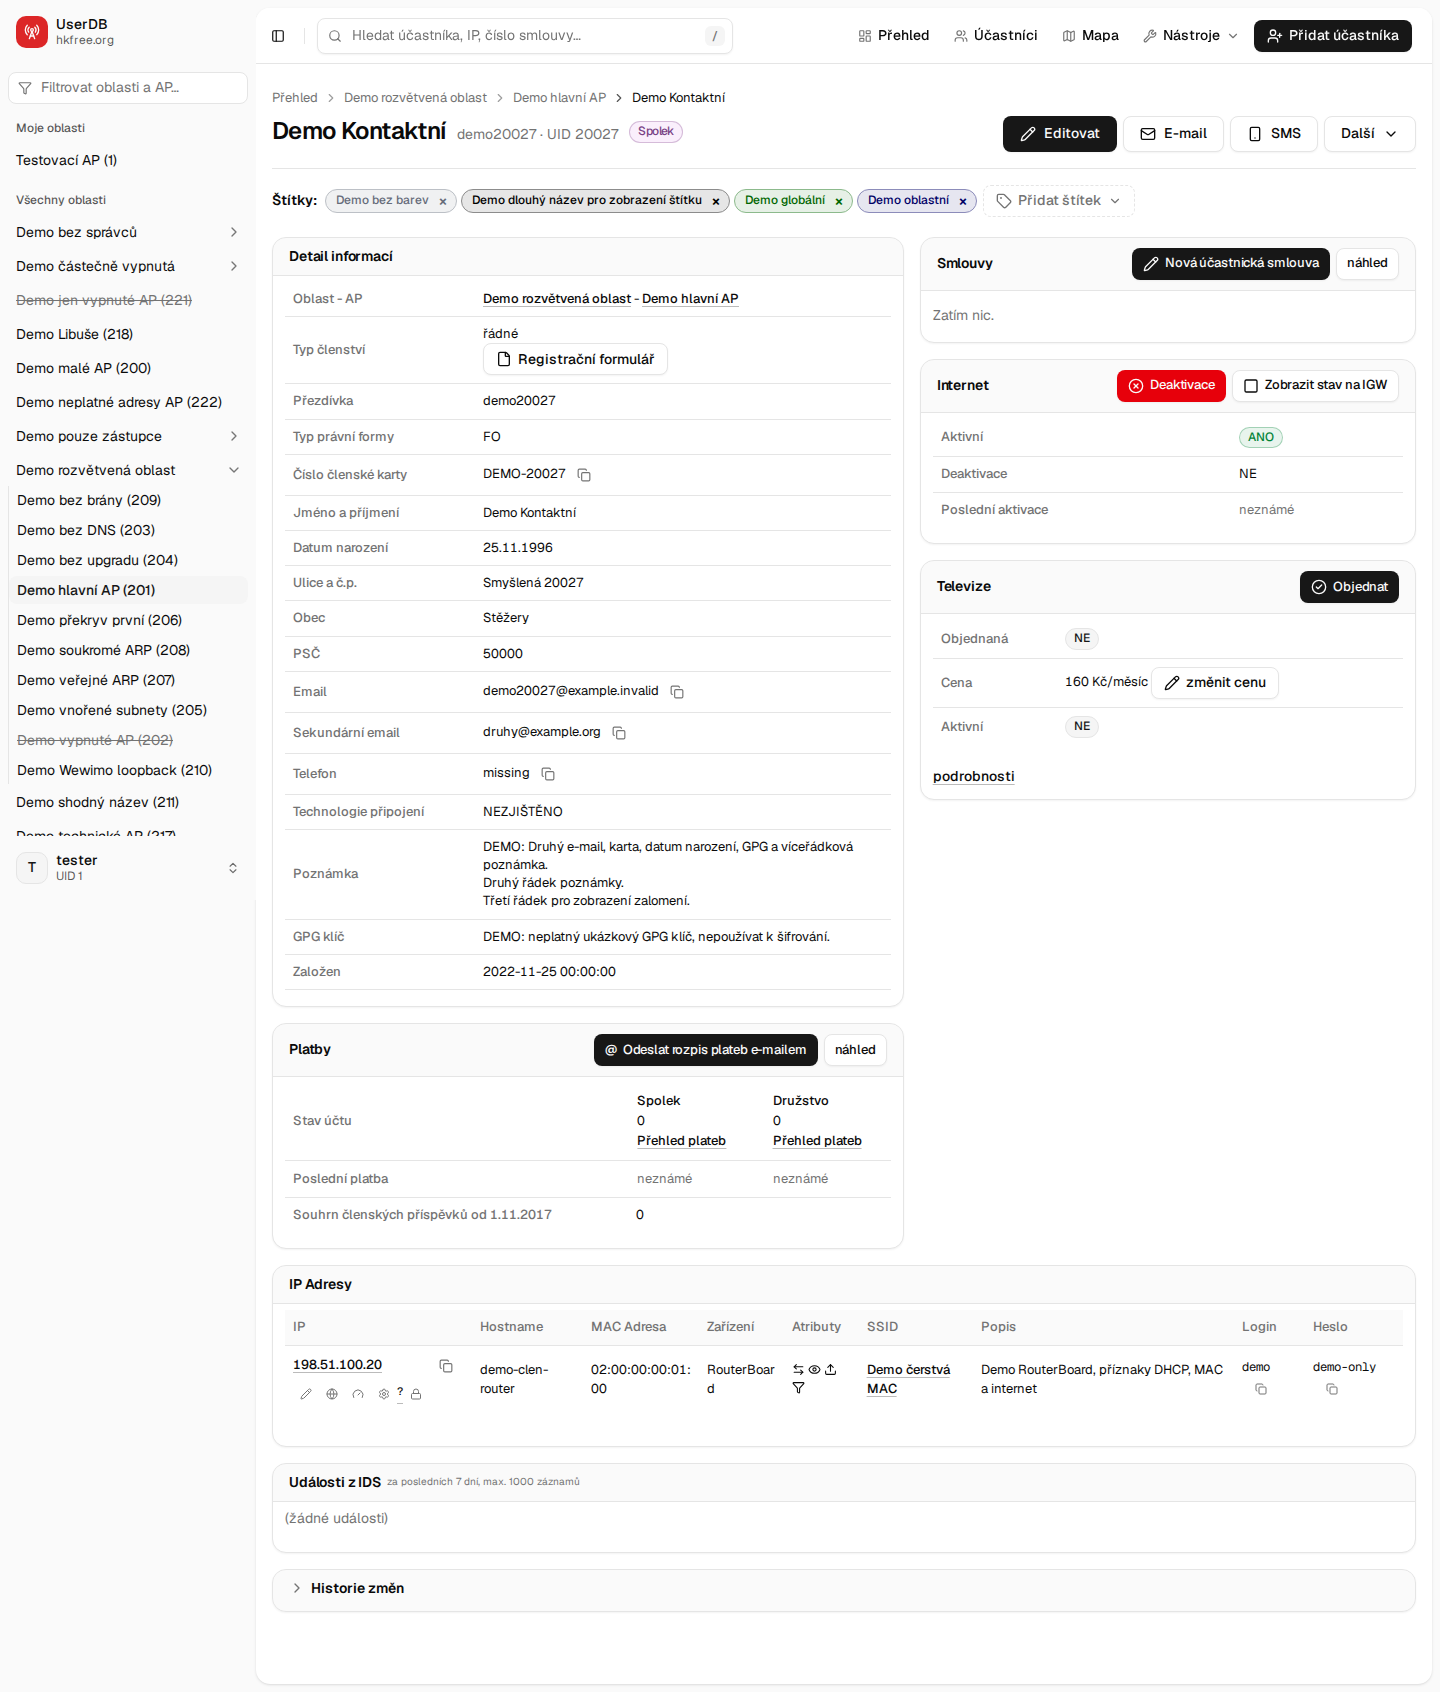 UserDB
hkfree.org
Hledat účastníka, IP, číslo smlouvy... /
Přehled
Účastníci
Mapa
Nástroje
Přidat účastníka
Filtrovat oblasti a AP...
Moje oblasti
Testovací AP (1)
Všechny oblasti
Demo bez správců
Demo částečně vypnutá
Demo jen vypnuté AP (221)
Demo Libuše (218)
Demo malé AP (200)
Demo neplatné adresy AP (222)
Demo pouze zástupce
Demo rozvětvená oblast
Demo bez brány (209)
Demo bez DNS (203)
Demo bez upgradu (204)
Demo hlavní AP (201)
Demo překryv první (206)
Demo soukromé ARP (208)
Demo veřejné ARP (207)
Demo vnořené subnety (205)
Demo vypnuté AP (202)
Demo Wewimo loopback (210)
Demo shodný název (211)
Demo technické AP (217)
T
tester
UID 1
Přehled > Demo rozvětvená oblast > Demo hlavní AP > Demo Kontaktní
Demo Kontaktní demo20027 · UID 20027 Spolek
Editovat
E-mail
SMS
Další
Štítky: Demo bez barev × Demo dlouhý název pro zobrazení štítku × Demo globální × Demo oblastní × Přidat štítek
Detail informací
Oblast - AP Demo rozvětvená oblast - Demo hlavní AP
Typ členství řádné
Registrační formulář
Přezdívka demo20027
Typ právní formy FO
Číslo členské karty DEMO-20027
Jméno a příjmení Demo Kontaktní
Datum narození 25.11.1996
Ulice a č.p. Smyšlená 20027
Obec Stěžery
PSČ 50000
Email demo20027@example.invalid
Sekundární email druhy@example.org
Telefon missing
Technologie připojení NEZJIŠTĚNO
Poznámka DEMO: Druhý e-mail, karta, datum narození, GPG a víceřádková
poznámka.
Druhý řádek poznámky.
Třetí řádek pro zobrazení zalomení.
GPG klíč DEMO: neplatný ukázkový GPG klíč, nepoužívat k šifrování.
Založen 2022-11-25 00:00:00
Smlouvy Nová účastnická smlouva náhled
Zatím nic.
Internet Deaktivace Zobrazit stav na IGW
Aktivní ANO
Deaktivace NE
Poslední aktivace neznámé
Televize Objednat
Objednaná NE
Cena 160 Kč/měsíc změnit cenu
Aktivní NE
podrobnosti
Platby @ Odeslat rozpis plateb e-mailem náhled
Spolek Družstvo
Stav účtu 0 0
Přehled plateb Přehled plateb
Poslední platba neznámé neznámé
Souhrn členských příspěvků od 1.11.2017 0
IP Adresy
IP Hostname MAC Adresa Zařízení Atributy SSID Popis Login Heslo
198.51.100.20 demo-clen- 02:00:00:00:01: RouterBoar Demo čerstvá Demo RouterBoard, příznaky DHCP, MAC demo demo-only
? router 00 d MAC a internet
Události z IDS za posledních 7 dní, max. 1000 záznamů
(žádné události)
Historie změn